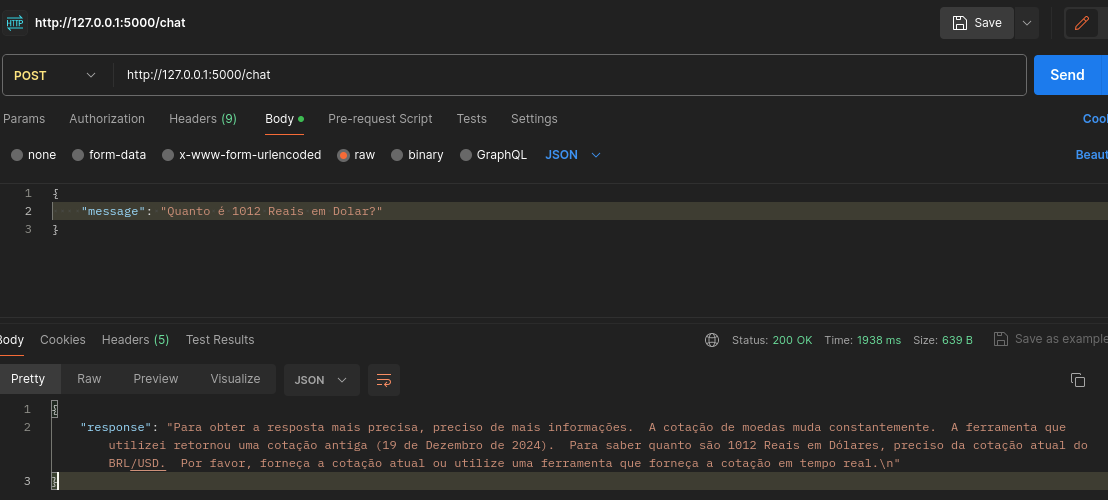 HTTP http://127.0.0.1:5000/chat Save
POST http://127.0.0.1:5000/chat Send
Params Authorization Headers (9) Body Pre-request Script Tests Settings Cool
none form-data x-www-form-urlencoded raw binary GraphQL JSON Beaut
1 {
2 "message": "Quanto é 1012 Reais em Dolar?"
3 }
Body Cookies Headers (5) Test Results Status: 200 OK Time: 1938 ms Size: 639 B Save as example
Pretty Raw Preview Visualize JSON
1 {
2 "response": "Para obter a resposta mais precisa, preciso de mais informações.  A cotação de moedas muda constantemente.  A ferramenta que
utilizei retornou uma cotação antiga (19 de Dezembro de 2024).  Para saber quanto são 1012 Reais em Dólares, preciso da cotação atual do
BRL/USD.  Por favor, forneça a cotação atual ou utilize uma ferramenta que forneça a cotação em tempo real.\n"
3 }